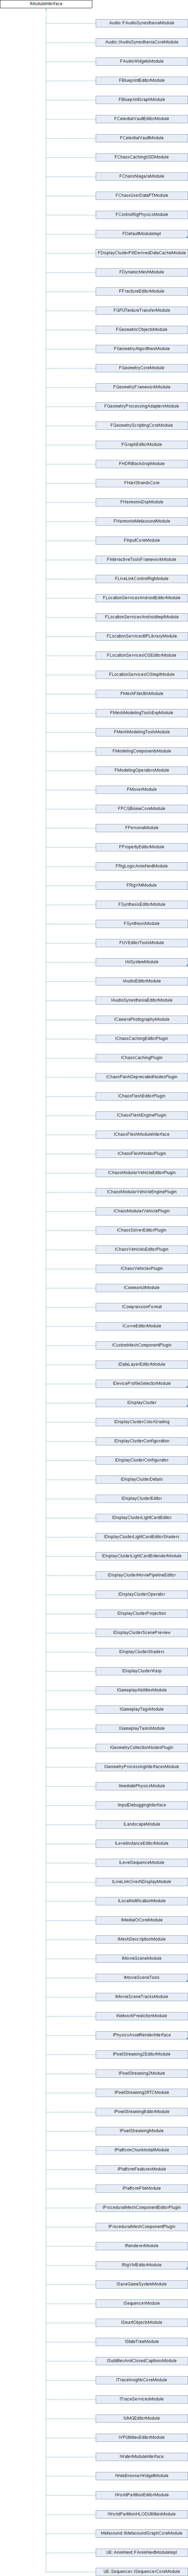 IModuleInterface
Audio::FAudioSynesthesiaModule
Audio::IAudioSynesthesiaCoreModule
FAudioWidgetsModule
FBlueprintEditorModule
FBlueprintGraphModule
FCelestialVaultEditorModule
FCelestialVaultModule
FChaosCachingUSDModule
FChaosNiagaraModule
FChaosUserDataPTModule
FControlRigPhysicsModule
FDefaultModuleImpl
FDisplayClusterFillDerivedDataCacheModule
FDynamicMeshModule
FFractureEditorModule
FGPUTextureTransferModule
FGeometricObjectsModule
FGeometryAlgorithmsModule
FGeometryCoreModule
FGeometryFrameworkModule
FGeometryProcessingAdaptersModule
FGeometryScriptingCoreModule
FGraphEditorModule
FHDRIBackdropModule
FHairStrandsCore
FHarmonixDspModule
FHarmonixMetasoundModule
FInputCoreModule
FInteractiveToolsFrameworkModule
FLiveLinkControlRigModule
FLocationServicesAndroidEditorModule
FLocationServicesAndroidImplModule
FLocationServicesBPLibraryModule
FLocationServicesIOSEditorModule
FLocationServicesIOSImplModule
FMeshFileUtilsModule
FMeshModelingToolsExpModule
FMeshModelingToolsModule
FModelingComponentsModule
FModelingOperatorsModule
FMoverModule
FPCGBiomeCoreModule
FPersonaModule
FPropertyEditorModule
FRigLogicAnimNextModule
FRigVMModule
FSynthesisEditorModule
FSynthesisModule
FUVEditorToolsModule
IAISystemModule
IAudioEditorModule
IAudioSynesthesiaEditorModule
ICameraPhotographyModule
IChaosCachingEditorPlugin
IChaosCachingPlugin
IChaosFleshDeprecatedNodesPlugin
IChaosFleshEditorPlugin
IChaosFleshEnginePlugin
IChaosFleshModuleInterface
IChaosFleshNodesPlugin
IChaosModularVehicleEditorPlugin
IChaosModularVehicleEnginePlugin
IChaosModularVehiclePlugin
IChaosSolverEditorPlugin
IChaosVehiclesEditorPlugin
IChaosVehiclesPlugin
ICommonUIModule
ICompressionFormat
ICurveEditorModule
ICustomMeshComponentPlugin
IDataLayerEditorModule
IDeviceProfileSelectorModule
IDisplayCluster
IDisplayClusterColorGrading
IDisplayClusterConfiguration
IDisplayClusterConfigurator
IDisplayClusterDetails
IDisplayClusterEditor
IDisplayClusterLightCardEditor
IDisplayClusterLightCardEditorShaders
IDisplayClusterLightCardExtenderModule
IDisplayClusterMoviePipelineEditor
IDisplayClusterOperator
IDisplayClusterProjection
IDisplayClusterScenePreview
IDisplayClusterShaders
IDisplayClusterWarp
IGameplayAbilitiesModule
IGameplayTagsModule
IGameplayTasksModule
IGeometryCollectionNodesPlugin
IGeometryProcessingInterfacesModule
IImmediatePhysicsModule
IInputDebuggingInterface
ILandscapeModule
ILevelInstanceEditorModule
ILevelSequenceModule
ILiveLinkOverNDisplayModule
ILocalNotificationModule
IMediaIOCoreModule
IMeshDescriptionModule
IMovieSceneModule
IMovieSceneTools
IMovieSceneTracksModule
INetworkPredictionModule
IPhysicsAssetRenderInterface
IPixelStreaming2EditorModule
IPixelStreaming2Module
IPixelStreaming2RTCModule
IPixelStreamingEditorModule
IPixelStreamingModule
IPlatformChunkInstallModule
IPlatformFeaturesModule
IPlatformFileModule
IProceduralMeshComponentEditorPlugin
IProceduralMeshComponentPlugin
IRendererModule
IRigVMEditorModule
ISaveGameSystemModule
ISequencerModule
ISmartObjectsModule
IStateTreeModule
ISubtitlesAndClosedCaptionsModule
ITraceInsightsCoreModule
ITraceServicesModule
IUMGEditorModule
IVPUtilitiesEditorModule
IWaterModuleInterface
IWebBrowserWidgetModule
IWorldPartitionEditorModule
IWorldPartitionHLODUtilitiesModule
Metasound::IMetasoundGraphCoreModule
UE::AnimNext::FAnimNextModuleImpl
UE::Sequencer::ISequencerCoreModule